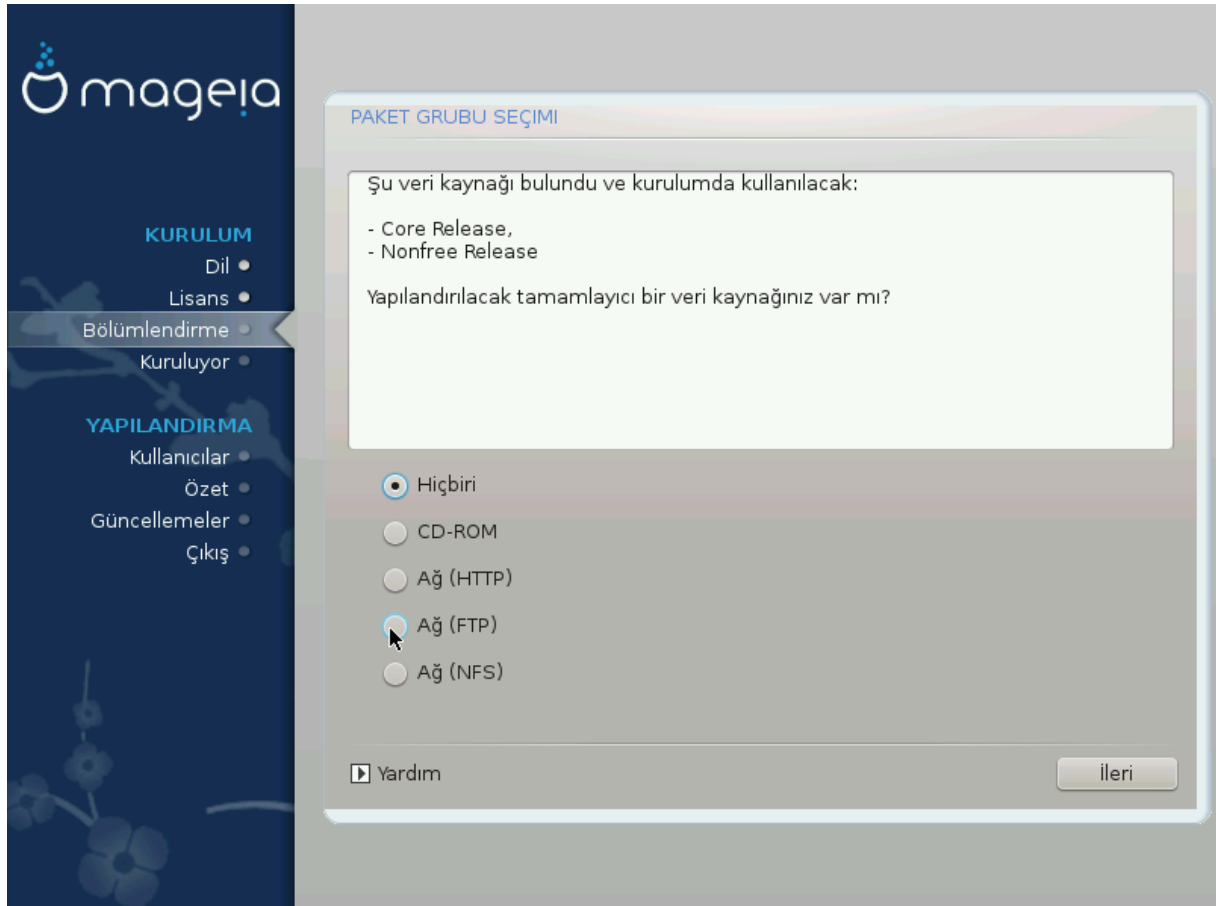 mageia
KURULUM
Dil
Lisans
Bölümlendirme
Kuruluyor
YAPILANDIRMA
Kullanıcılar
Özet
Güncellemeler
Çıkış
PAKET GRUBU SEÇIMI
Şu veri kaynağı bulundu ve kurulumda kullanılacak:
- Core Release,
- Nonfree Release
Yapılandırılacak tamamlayıcı bir veri kaynağınız var mı?
Hiçbiri
CD-ROM
Ağ (HTTP)
Ağ (FTP)
Ağ (NFS)
Yardım
İleri